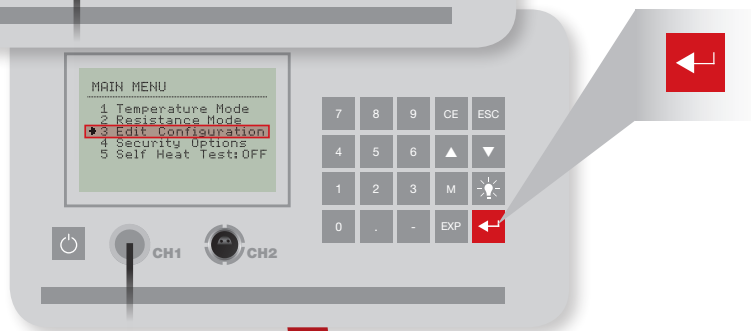 MAIN MENU
1 Temperature Mode
2 Resistance Mode
3 Edit Configuration
4 Security Options
5 Self Heat Test:OFF
7 8 9 CE ESC
4 5 6
1 2 3 M
0 . - EXP
CH1 CH2